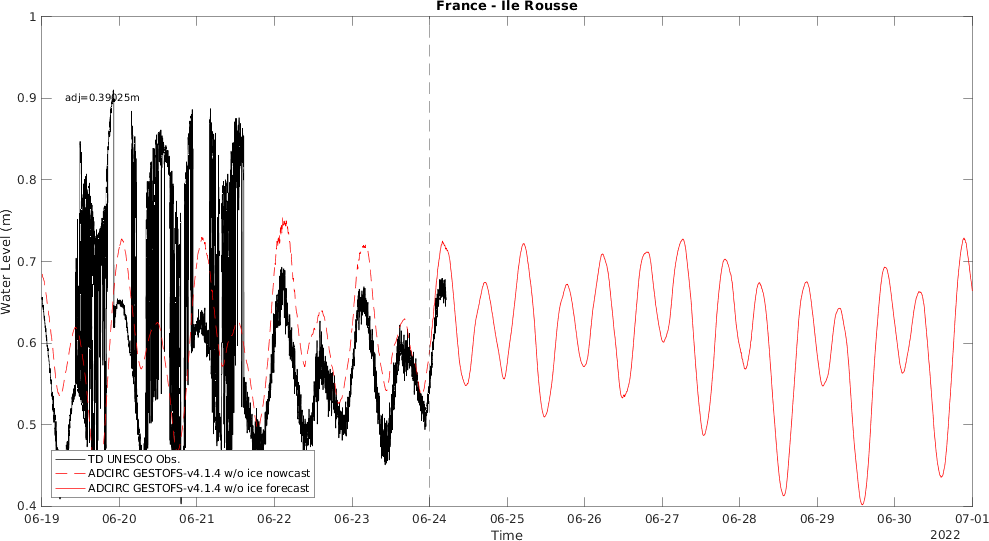 France - Ile Rousse
1
0.9
0.8
0.7
0.6
0.5
0.4
Water Level (m)
adj=0.39025m
TD UNESCO Obs.
ADCIRC GESTOFS-v4.1.4 w/o ice nowcast
ADCIRC GESTOFS-v4.1.4 w/o ice forecast
06-19 06-20 06-21 06-22 06-23 06-24 06-25 06-26 06-27 06-28 06-29 06-30 07-01
Time
2022